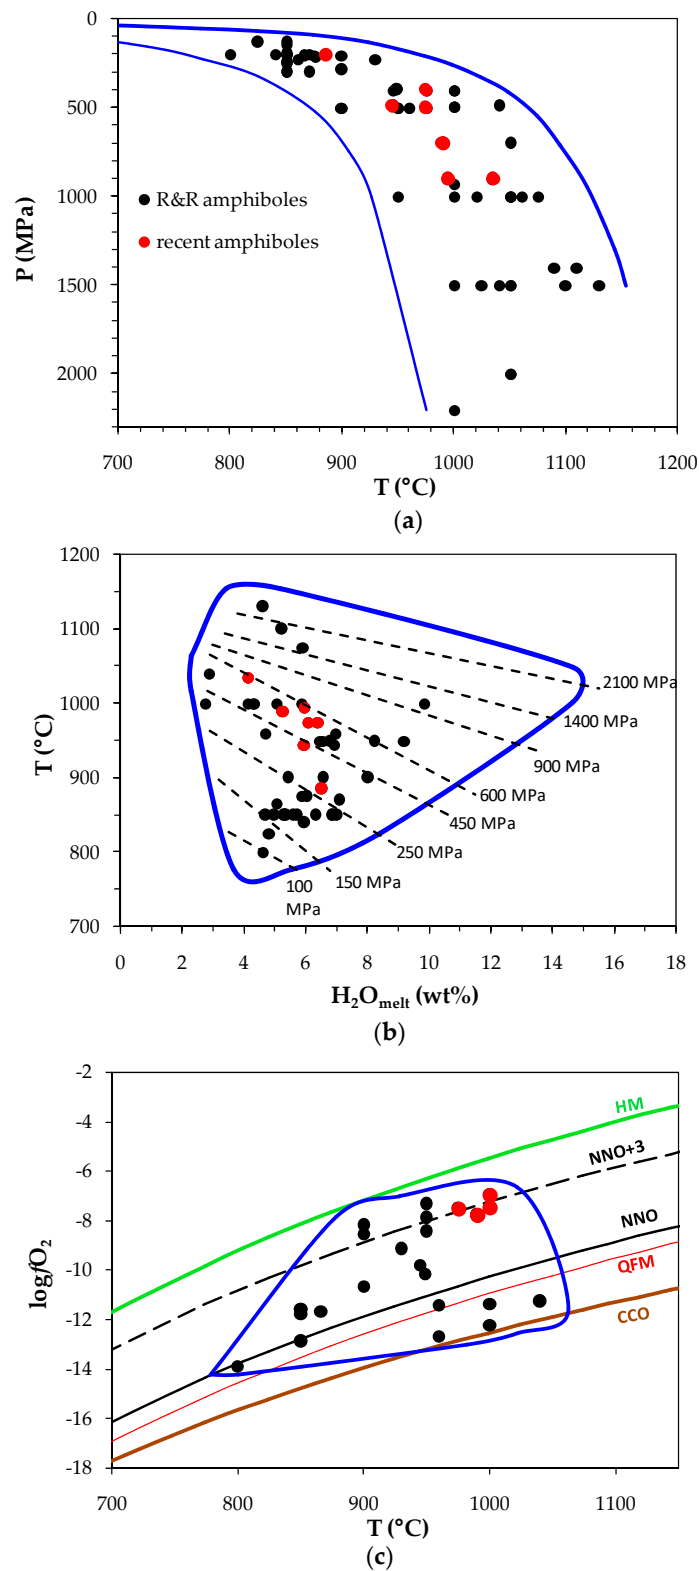 0
500
1000
1500
2000
P (MPa)
R&R amphiboles
recent amphiboles
700 800 900 1000 1100 1200
T (°C)
(a)
1200
1100
1000
900
800
700
T (°C)
2100 MPa
1400 MPa
900 MPa
600 MPa
450 MPa
250 MPa
150 MPa
100
MPa
0 2 4 6 8 10 12 14 16 18
H₂Oₘₑₗₜ (wt%)
(b)
-2
-4
-6
-8
-10
-12
-14
-16
-18
logfO₂
HM
NNO+3
NNO
QFM
CCO
700 800 900 1000 1100
T (°C)
(c)